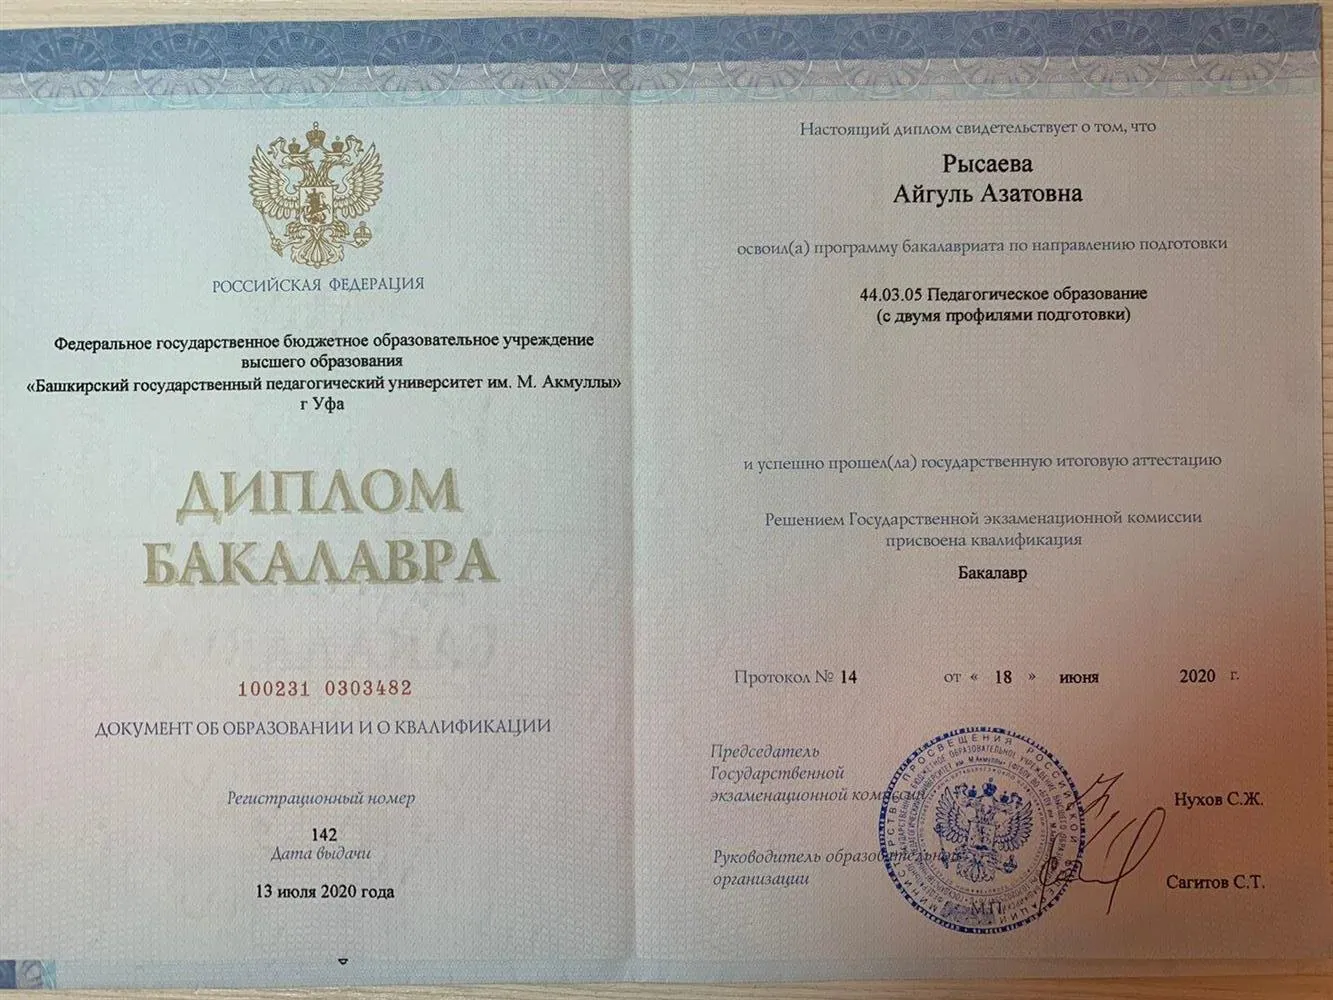 РОССИЙСКАЯ ФЕДЕРАЦИЯ
Федеральное государственное бюджетное образовательное учреждение
высшего образования
«Башкирский государственный педагогический университет им. М. Акмуллы»
г Уфа
ДИПЛОМ
БАКАЛАВРА
100231 0303482
ДОКУМЕНТ ОБ ОБРАЗОВАНИИ И О КВАЛИФИКАЦИИ
Регистрационный номер
142
Дата выдачи
13 июля 2020 года
Настоящий диплом свидетельствует о том, что
Рысаева
Айгуль Азатовна
освоил(а) программу бакалавриата по направлению подготовки
44.03.05 Педагогическое образование
(с двумя профилями подготовки)
и успешно прошел(ла) государственную итоговую аттестацию
Решением Государственной экзаменационной комиссии
присвоена квалификация
Бакалавр
Протокол № 14 от « 18 » июня 2020 г.
Председатель
Государственной
экзаменационной комиссии
Нухов С.Ж.
Руководитель образовательной
организации
Сагитов С.Т.
М.П.